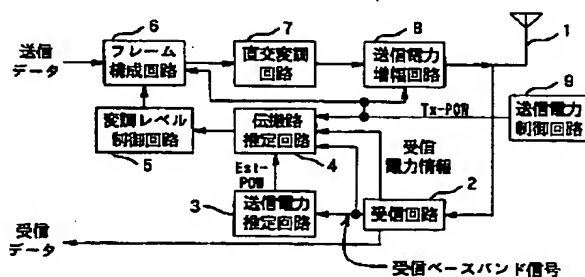 6
7
8
1
送信
データ
フレーム
構成回路
直交変調
回路
送信電力
増幅回路
Tx-POW
9
送信電力
制御回路
変調レベル
制御回路
5
伝搬路
推定回路
4
受信
電力情報
Est-
POW
3
送信電力
推定回路
2
受信回路
受信
データ
受信ベースバンド信号